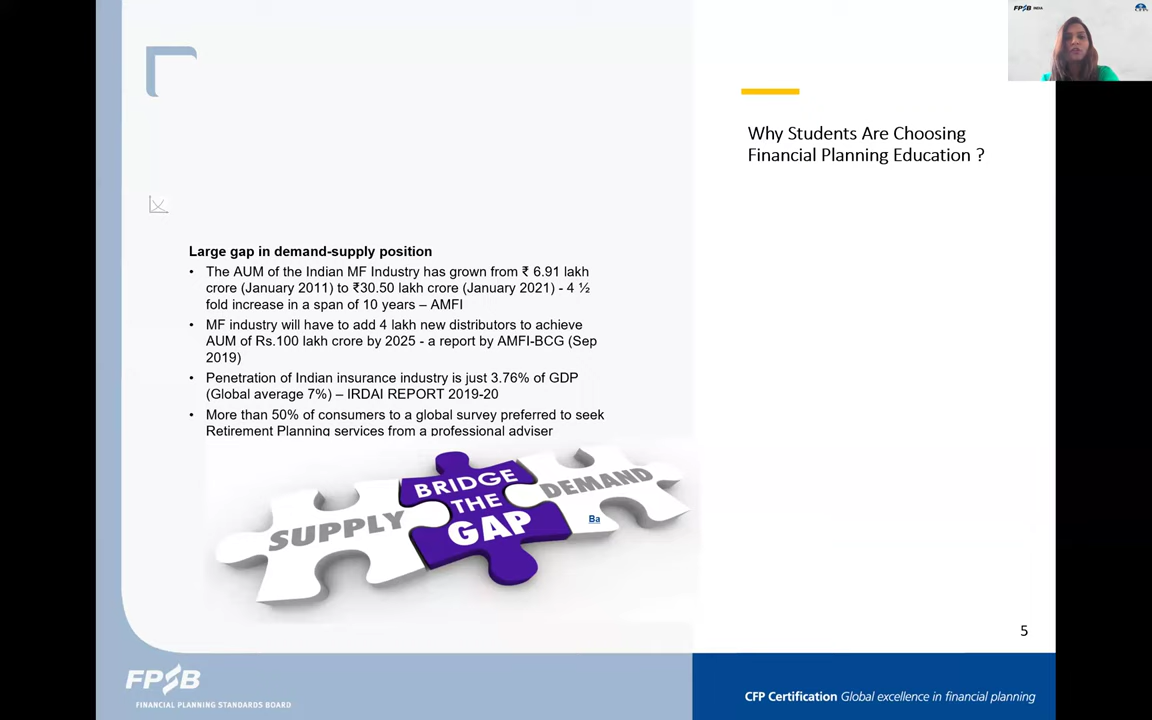 FPSB INDIA
CFP
Why Students Are Choosing
Financial Planning Education ?
Large gap in demand-supply position
• The AUM of the Indian MF Industry has grown from ₹ 6.91 lakh
crore (January 2011) to ₹30.50 lakh crore (January 2021) - 4 ½
fold increase in a span of 10 years – AMFI
• MF industry will have to add 4 lakh new distributors to achieve
AUM of Rs.100 lakh crore by 2025 - a report by AMFI-BCG (Sep
2019)
• Penetration of Indian insurance industry is just 3.76% of GDP
(Global average 7%) – IRDAI REPORT 2019-20
• More than 50% of consumers to a global survey preferred to seek
Retirement Planning services from a professional adviser
SUPPLY
BRIDGE
THE
GAP
DEMAND
Ba
5
FPSB
FINANCIAL PLANNING STANDARDS BOARD
CFP Certification Global excellence in financial planning